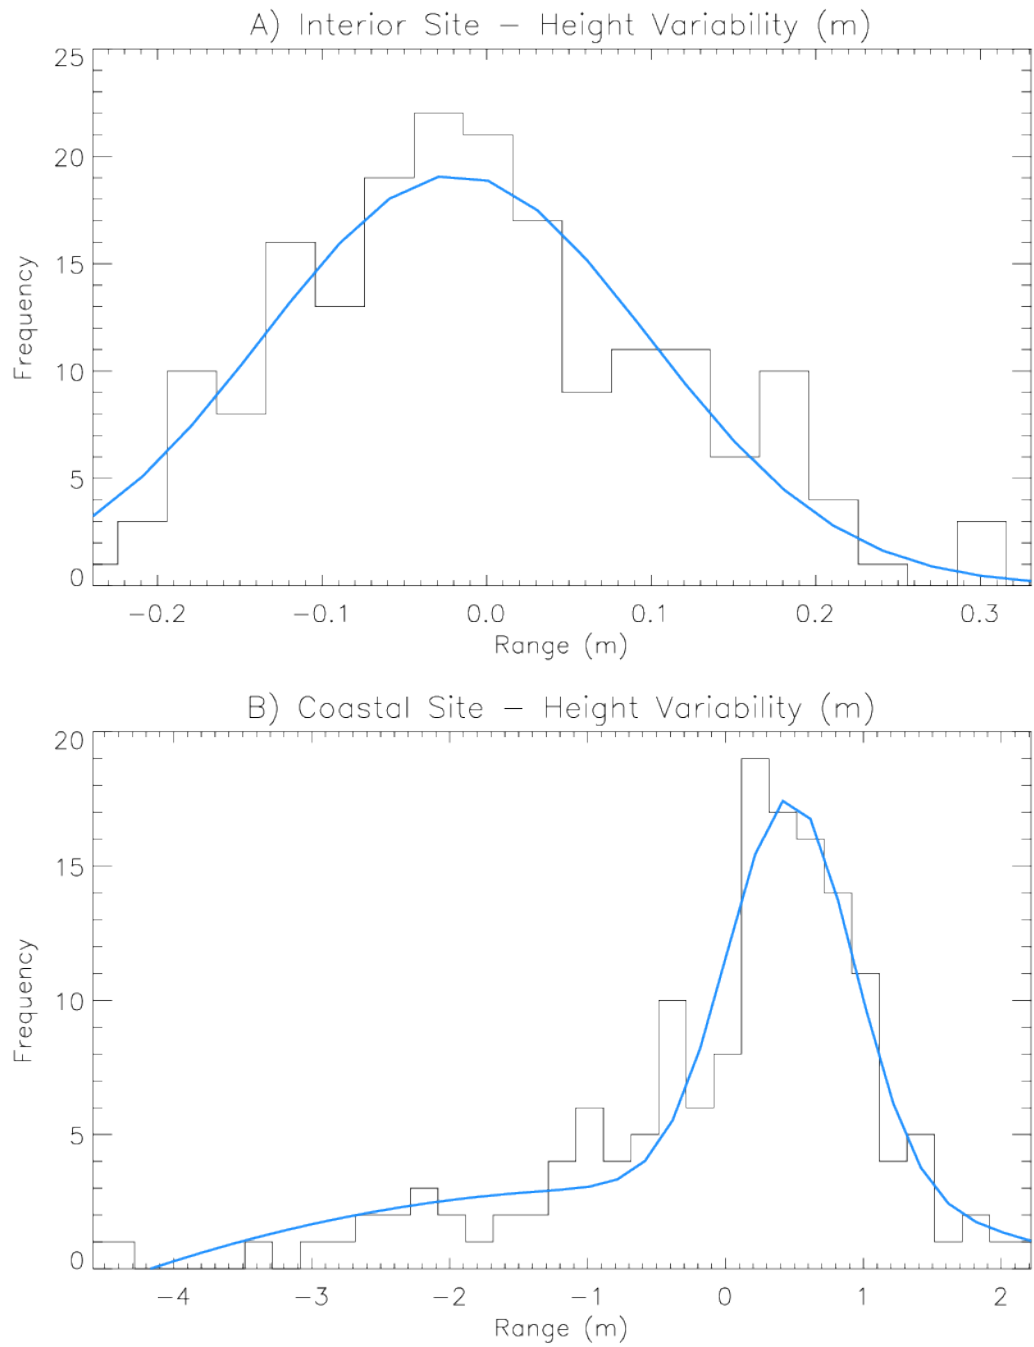 A) Interior Site - Height Variability (m)
25
20
15
10
5
0
Frequency
-0.2 -0.1 0.0 0.1 0.2 0.3
Range (m)
B) Coastal Site - Height Variability (m)
20
15
10
5
0
Frequency
-4 -3 -2 -1 0 1 2
Range (m)